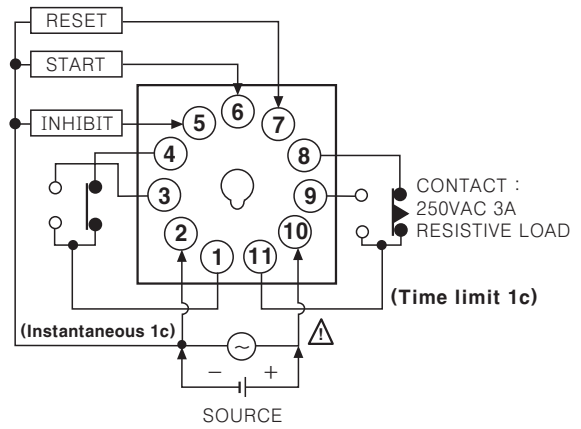 RESET
START
INHIBIT
6
5
7
4
8
3
9
2
10
1
11
CONTACT :
250VAC 3A
RESISTIVE LOAD
(Time limit 1c)
(Instantaneous 1c)
~
!
− +
SOURCE